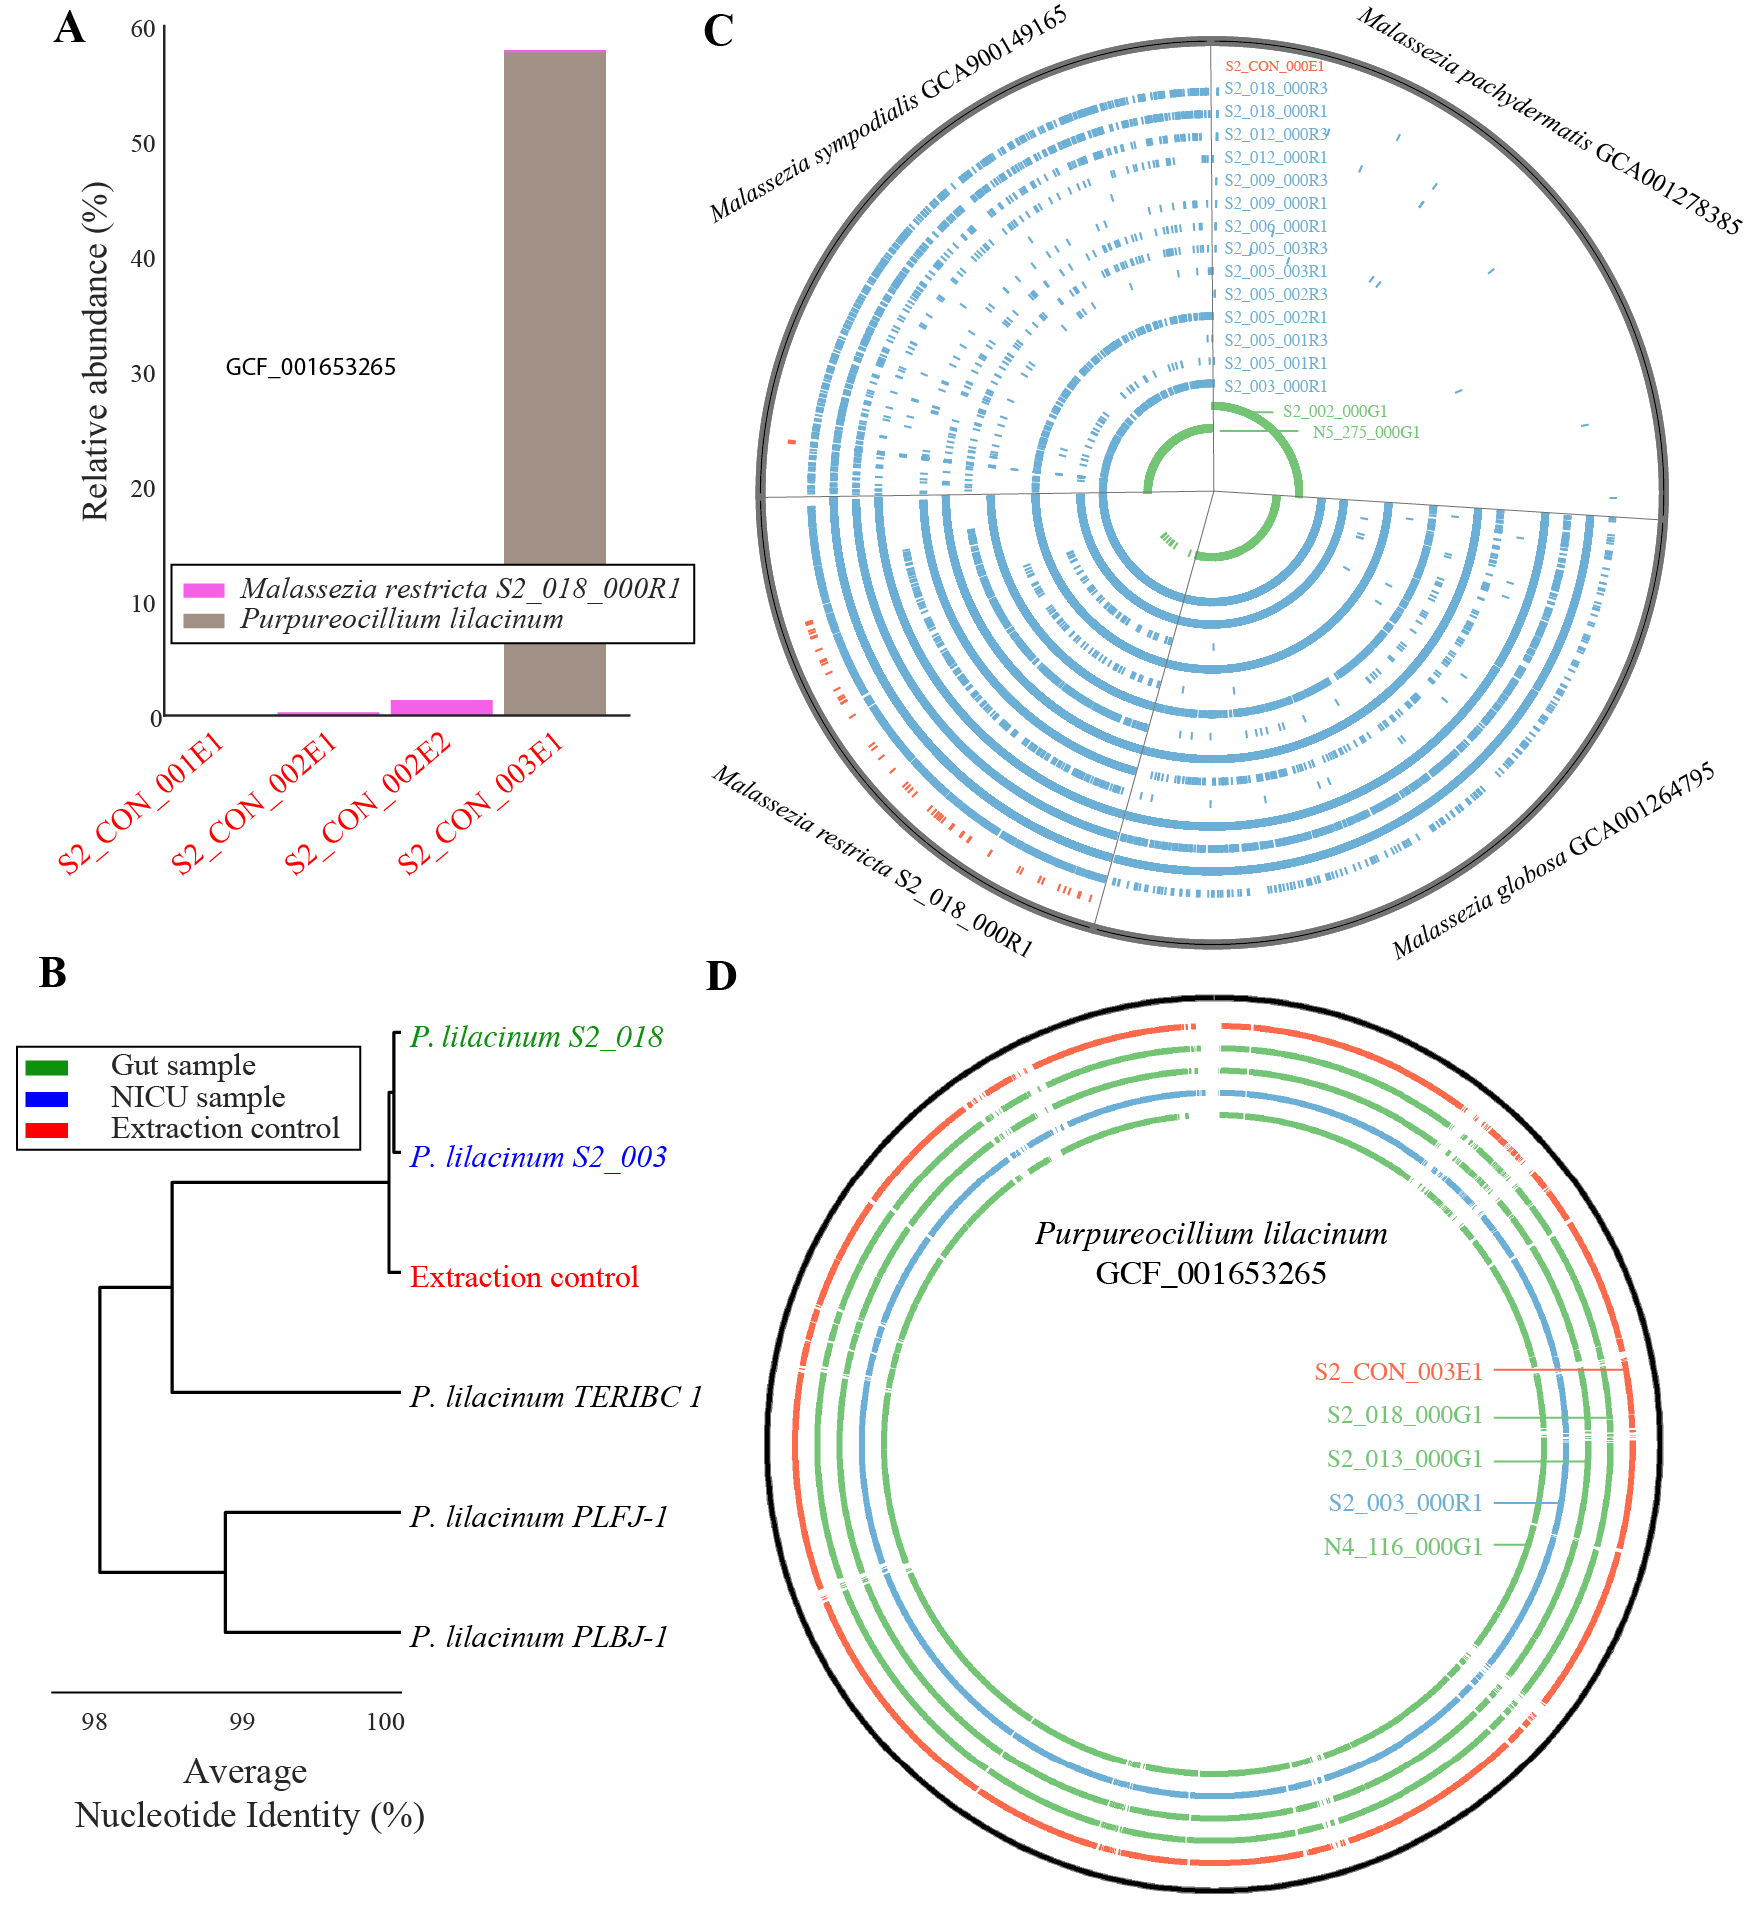 A
60
50
40
30
20
10
0
Relative abundance (%)
GCF_001653265
Malassezia restricta S2_018_000R1
Purpureocillium lilacinum
S2_CON_001E1
S2_CON_002E1
S2_CON_002E2
S2_CON_003E1
C
Malassezia sympodialis GCA900149165
Malassezia pachydermatis GCA001278385
S2_CON_000E1
S2_018_000R3
S2_018_000R1
S2_012_000R3
S2_012_000R1
S2_009_000R3
S2_009_000R1
S2_006_000R1
S2_005_003R3
S2_005_003R1
S2_005_002R3
S2_005_002R1
S2_005_001R3
S2_005_001R1
S2_003_000R1
S2_002_000G1
N5_275_000G1
Malassezia restricta S2_018_000R1
Malassezia globosa GCA001264795
B
Gut sample
NICU sample
Extraction control
P. lilacinum S2_018
P. lilacinum S2_003
Extraction control
P. lilacinum TERIBC 1
P. lilacinum PLFJ-1
P. lilacinum PLBJ-1
98 99 100
Average
Nucleotide Identity (%)
D
Purpureocillium lilacinum
GCF_001653265
S2_CON_003E1
S2_018_000G1
S2_013_000G1
S2_003_000R1
N4_116_000G1